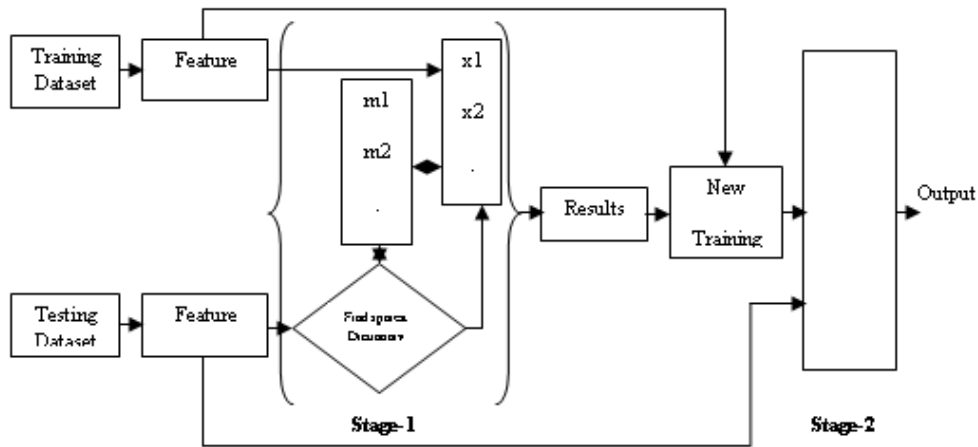 Training
Dataset
Feature
m1
m2
.
x1
x2
.
Results
New
Training
Output
Testing
Dataset
Feature
Stage-1
Stage-2